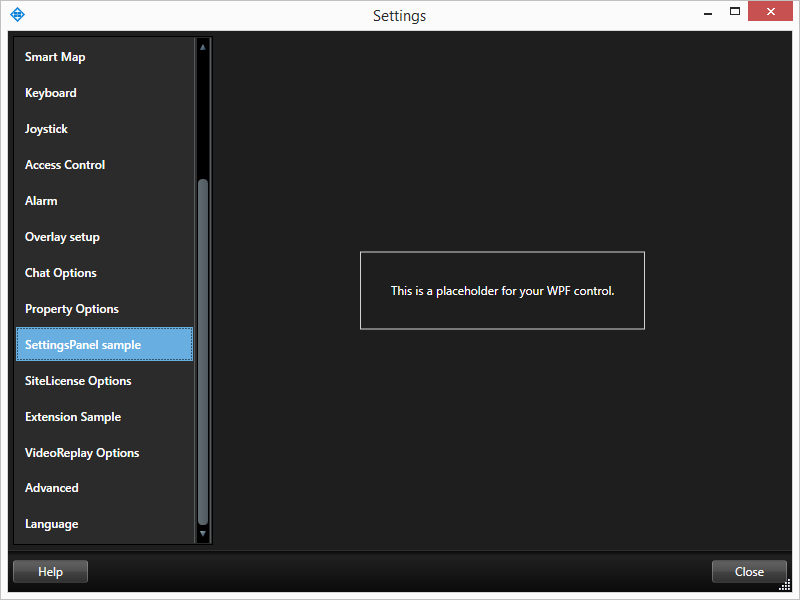 Settings
Smart Map
Keyboard
Joystick
Access Control
Alarm
Overlay setup
Chat Options
Property Options
SettingsPanel sample
SiteLicense Options
Extension Sample
VideoReplay Options
Advanced
Language
This is a placeholder for your WPF control.
Help
Close